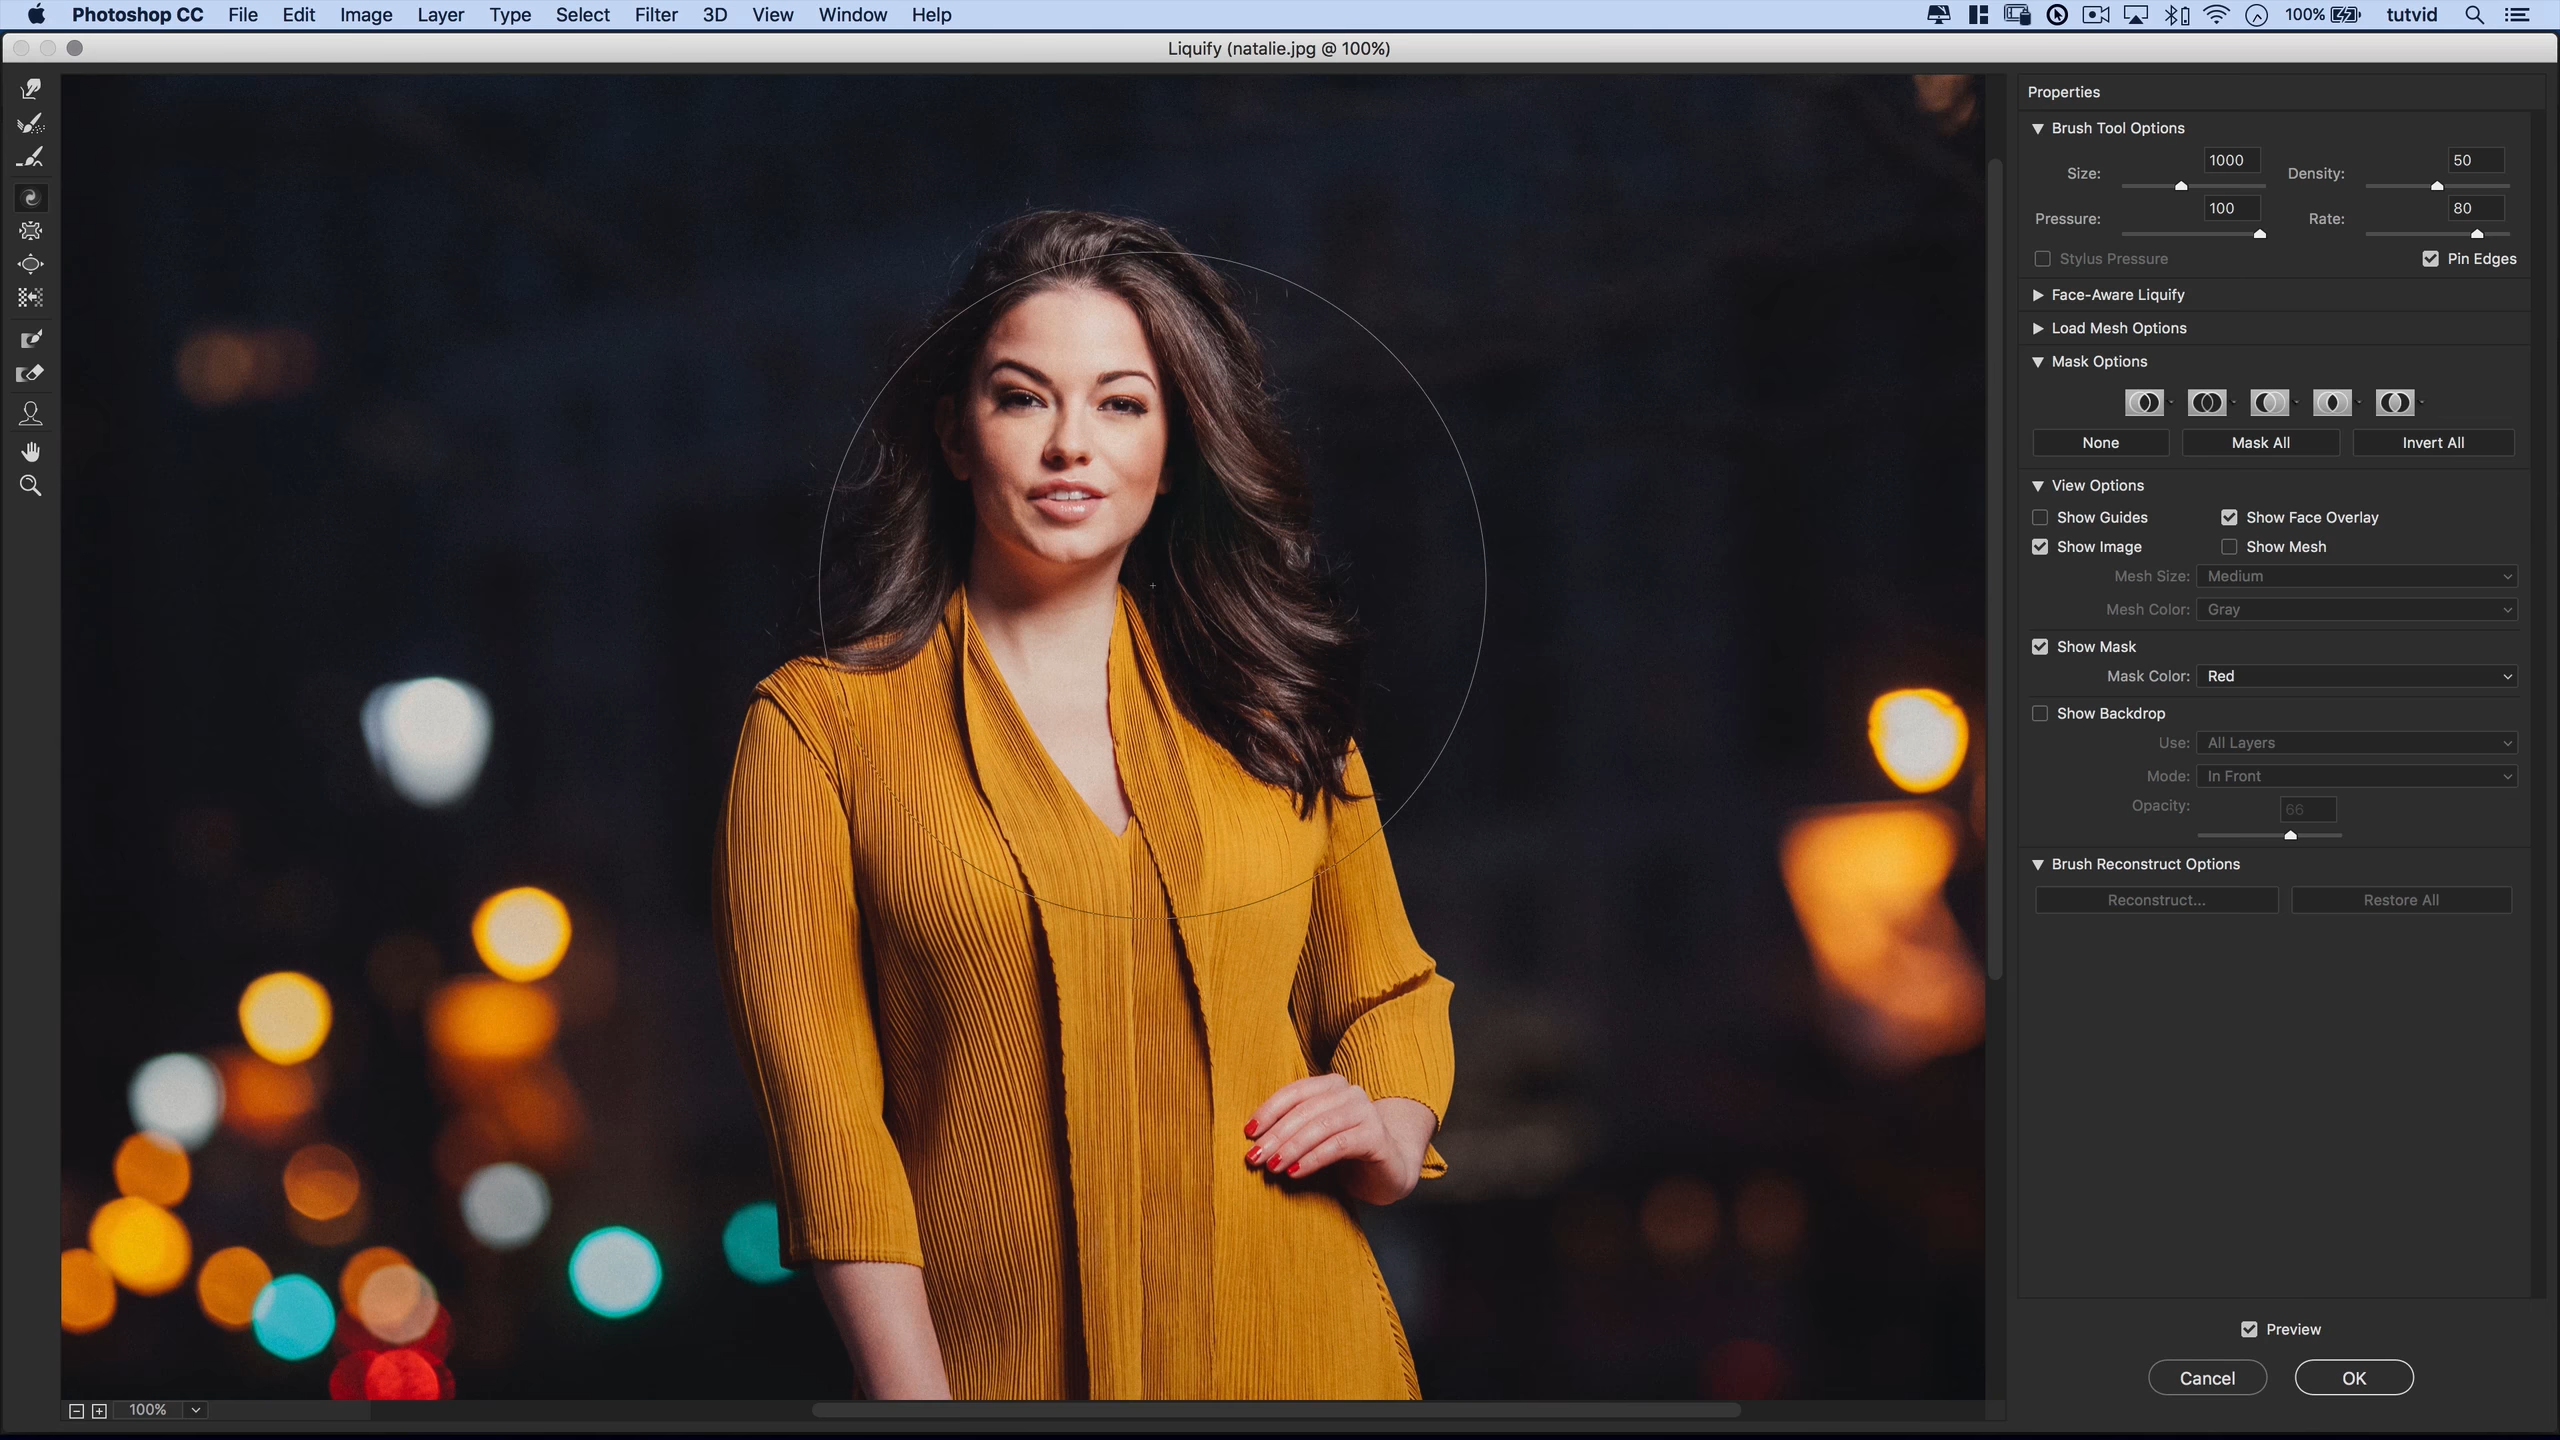 Photoshop CC File Edit Image Layer Type Select Filter 3D View Window Help 100% tutvid
Liquify (natalie.jpg @ 100%)
Properties
Brush Tool Options
Size: 1000 Density: 50
Pressure: 100 Rate: 80
Stylus Pressure Pin Edges
Face-Aware Liquify
Load Mesh Options
Mask Options
None Mask All Invert All
View Options
Show Guides Show Face Overlay
Show Image Show Mesh
Mesh Size: Medium
Mesh Color: Gray
Show Mask
Mask Color: Red
Show Backdrop
Use: All Layers
Mode: In Front
Opacity: 66
Brush Reconstruct Options
Reconstruct... Restore All
Preview
Cancel OK
100%